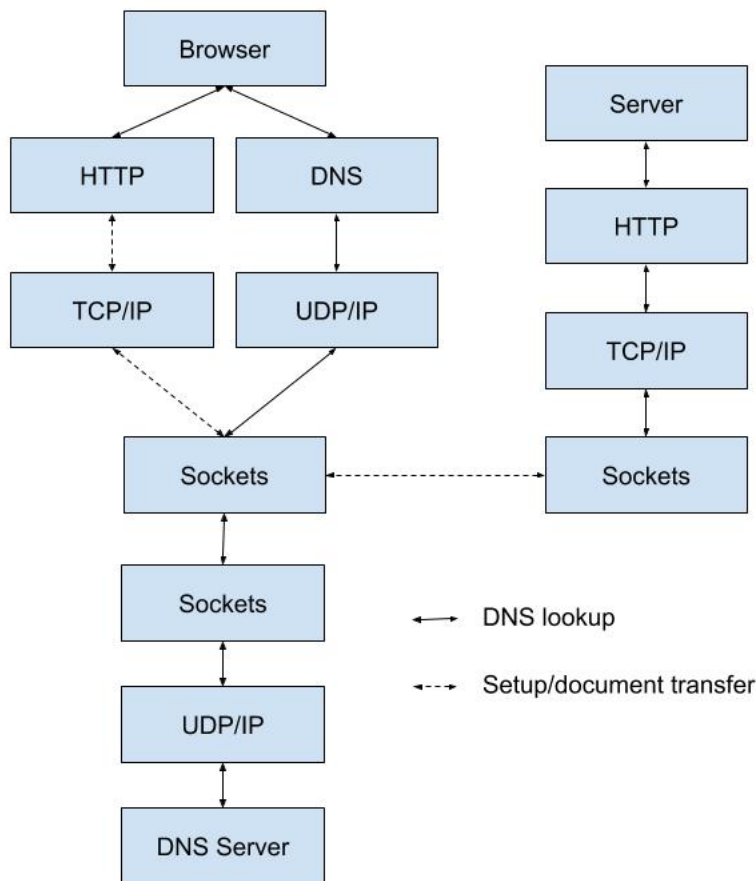 Browser
Server
HTTP
DNS
HTTP
TCP/IP
UDP/IP
TCP/IP
Sockets
Sockets
Sockets
DNS lookup
Setup/document transfer
UDP/IP
DNS Server